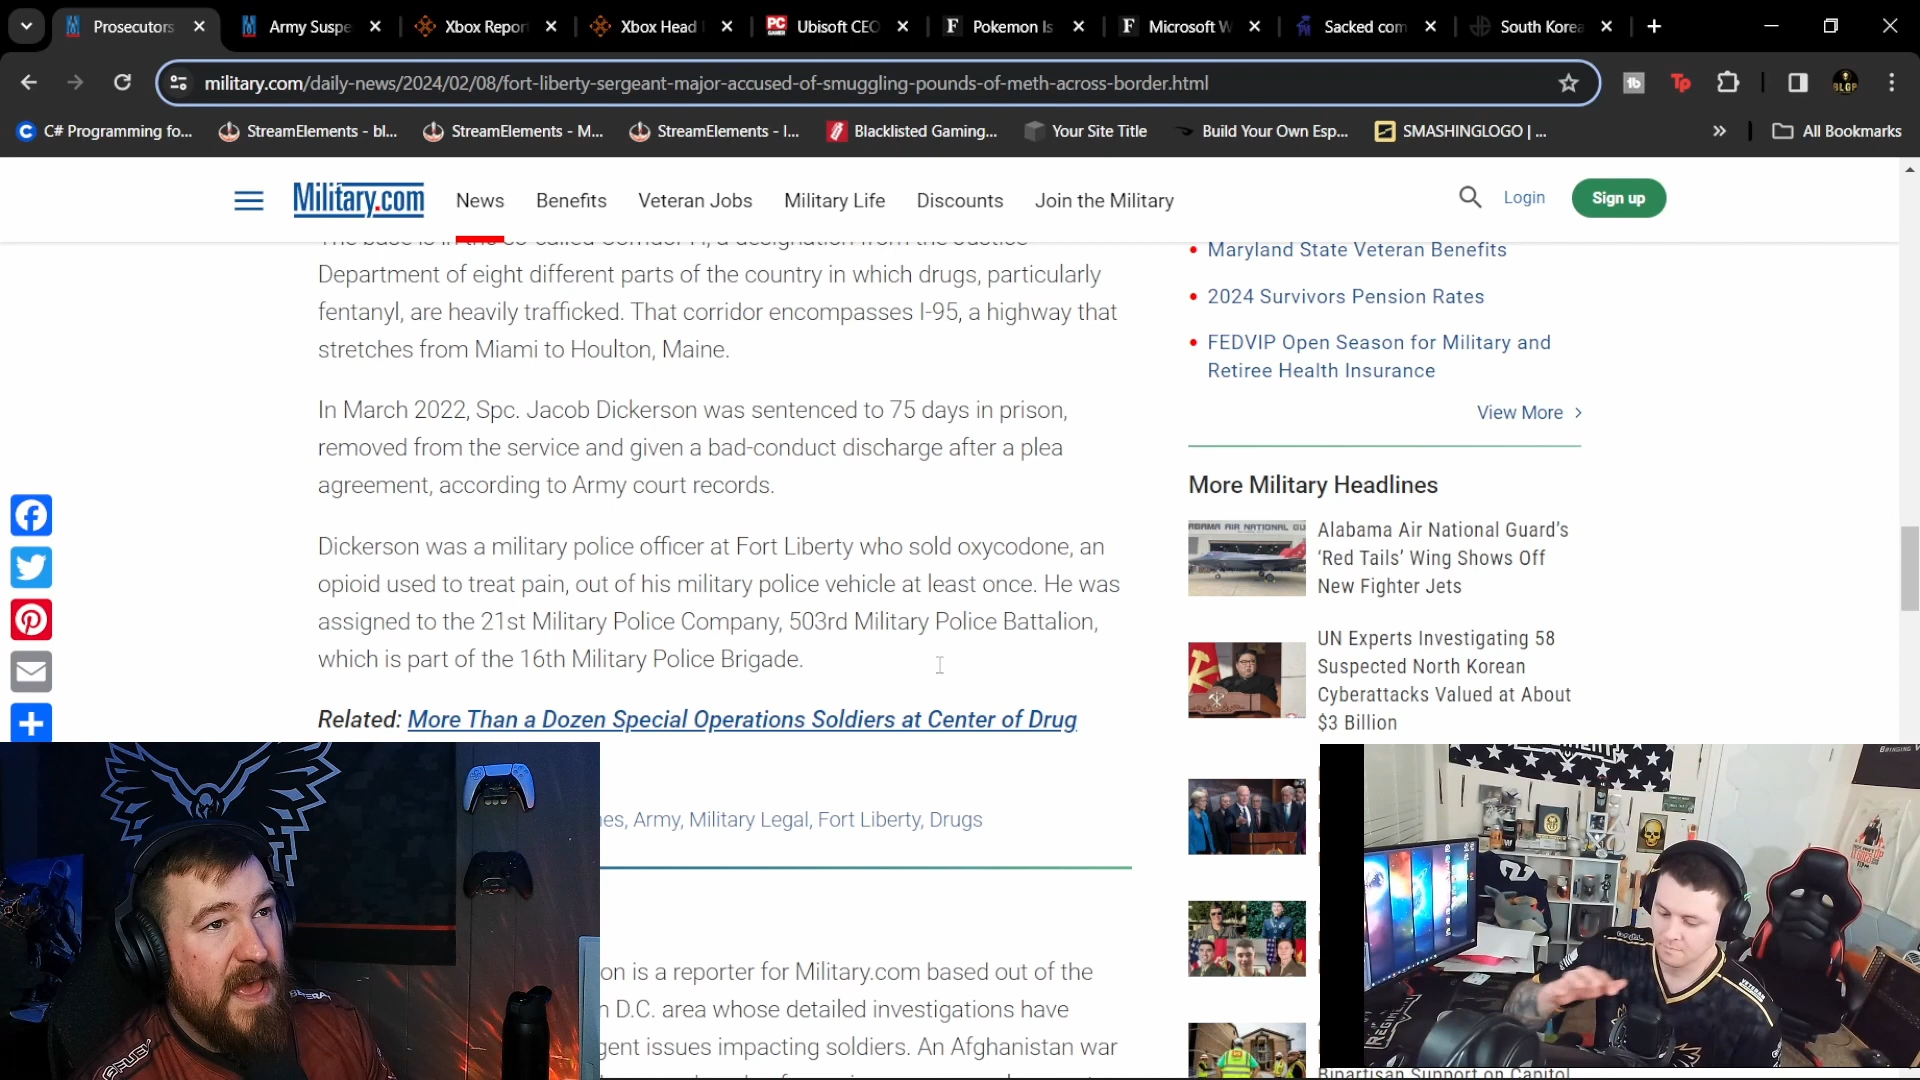 Prosecutors
Army Suspe
Xbox Repor
Xbox Head
Ubisoft CEO
Pokemon Is
Microsoft W
Sacked com
South Korea
military.com/daily-news/2024/02/08/fort-liberty-sergeant-major-accused-of-smuggling-pounds-of-meth-across-border.html
C# Programming fo...
StreamElements - bl...
StreamElements - M...
StreamElements - I...
Blacklisted Gaming...
Your Site Title
Build Your Own Esp...
SMASHINGLOGO | ...
All Bookmarks
Military.com
News
Benefits
Veteran Jobs
Military Life
Discounts
Join the Military
Login
Sign up
Department of eight different parts of the country in which drugs, particularly
fentanyl, are heavily trafficked. That corridor encompasses I-95, a highway that
stretches from Miami to Houlton, Maine.
In March 2022, Spc. Jacob Dickerson was sentenced to 75 days in prison,
removed from the service and given a bad-conduct discharge after a plea
agreement, according to Army court records.
Dickerson was a military police officer at Fort Liberty who sold oxycodone, an
opioid used to treat pain, out of his military police vehicle at least once. He was
assigned to the 21st Military Police Company, 503rd Military Police Battalion,
which is part of the 16th Military Police Brigade.
Related: More Than a Dozen Special Operations Soldiers at Center of Drug
es, Army, Military Legal, Fort Liberty, Drugs
on is a reporter for Military.com based out of the
D.C. area whose detailed investigations have
gent issues impacting soldiers. An Afghanistan war
Maryland State Veteran Benefits
2024 Survivors Pension Rates
FEDVIP Open Season for Military and
Retiree Health Insurance
View More
More Military Headlines
Alabama Air National Guard's
'Red Tails' Wing Shows Off
New Fighter Jets
UN Experts Investigating 58
Suspected North Korean
Cyberattacks Valued at About
$3 Billion
Bipartisan Support on Capitol